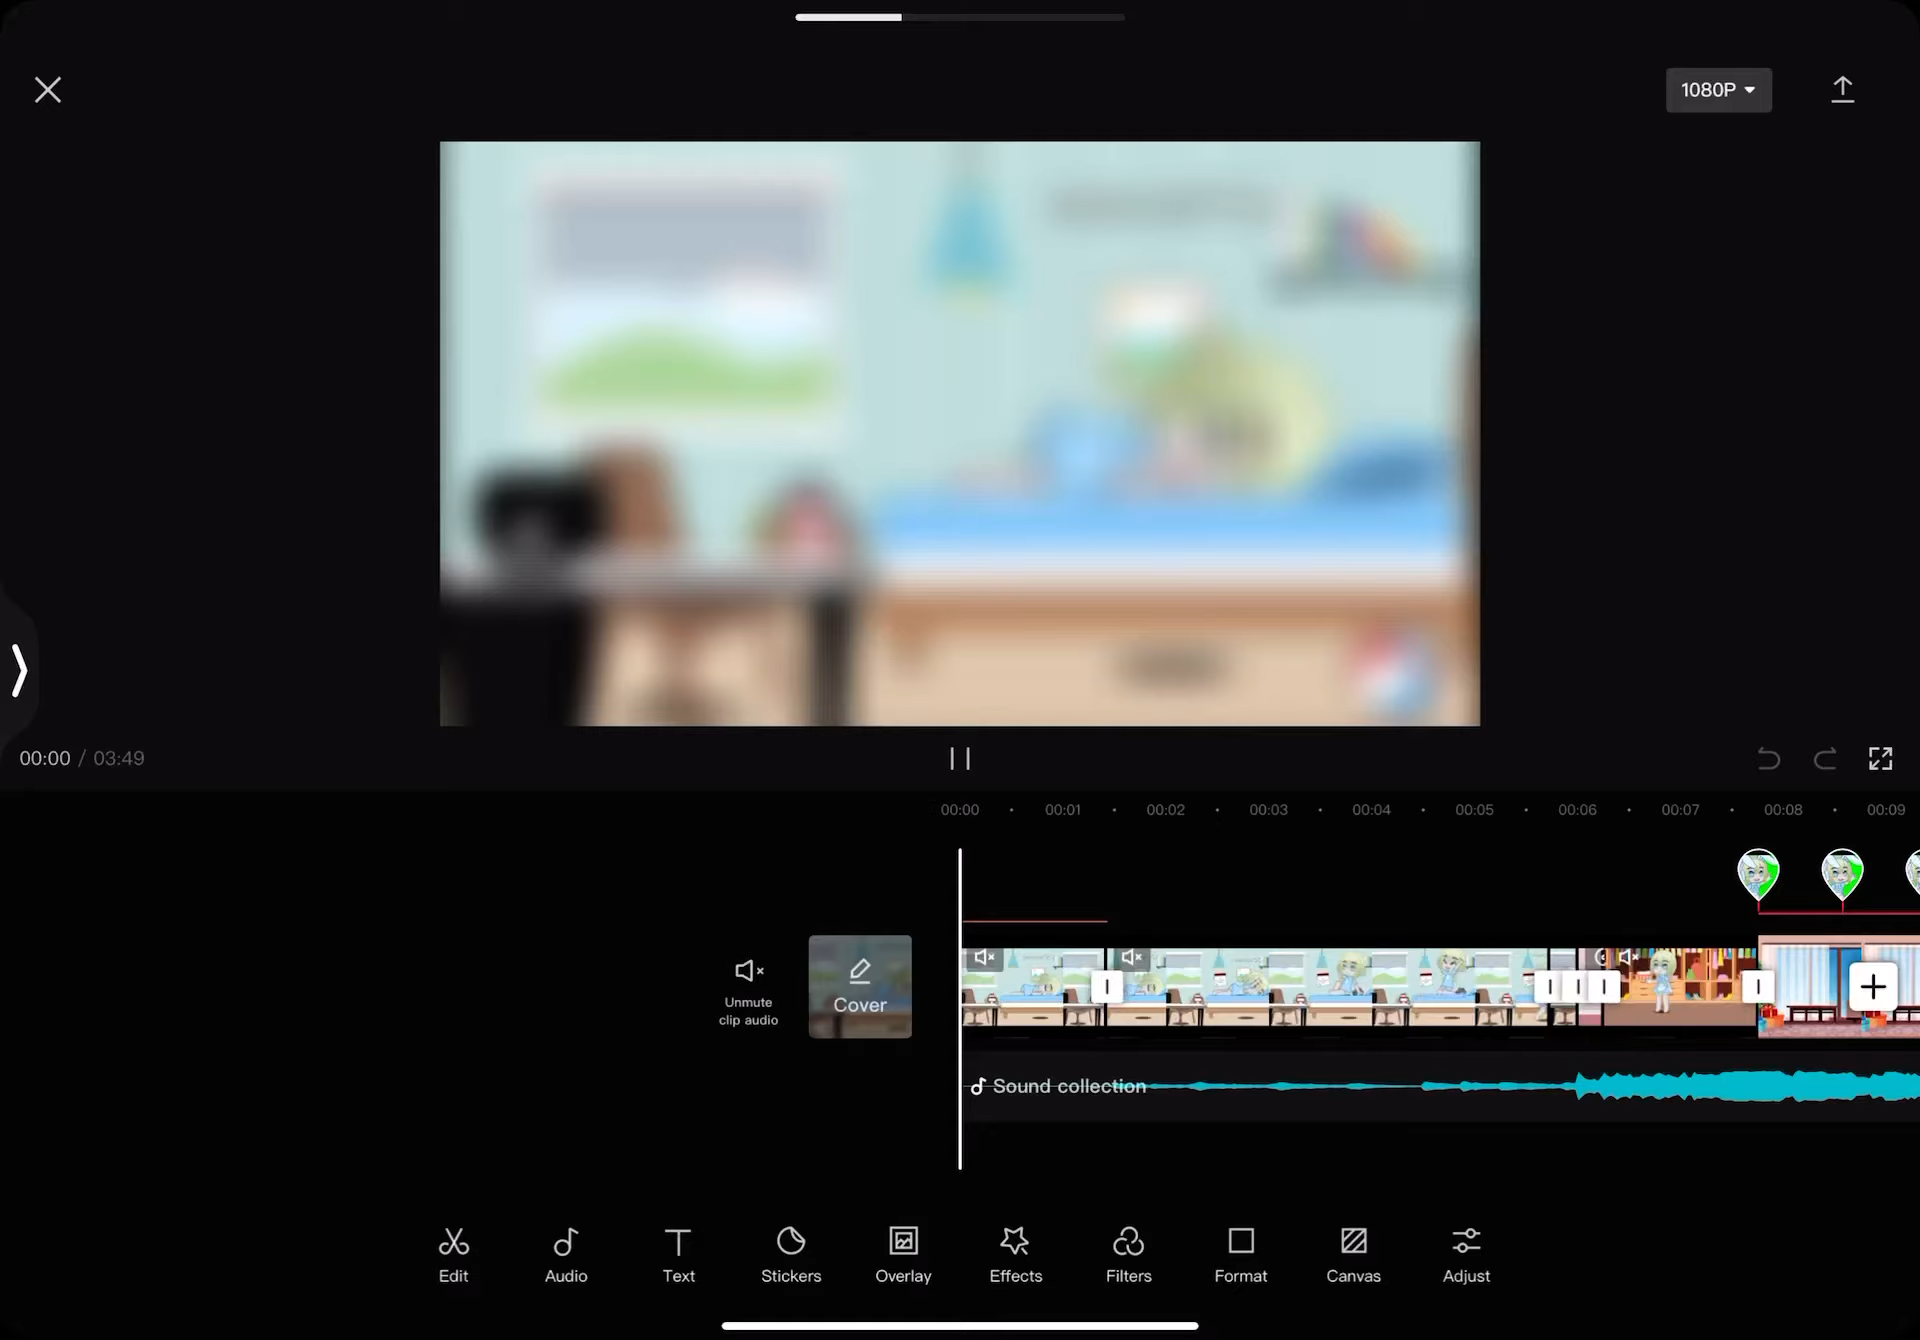 1080P
00:00 / 03:49
00:00 00:01 00:02 00:03 00:04 00:05 00:06 00:07 00:08 00:09
Unmute
clip audio
Cover
Sound collection
Edit Audio Text Stickers Overlay Effects Filters Format Canvas Adjust